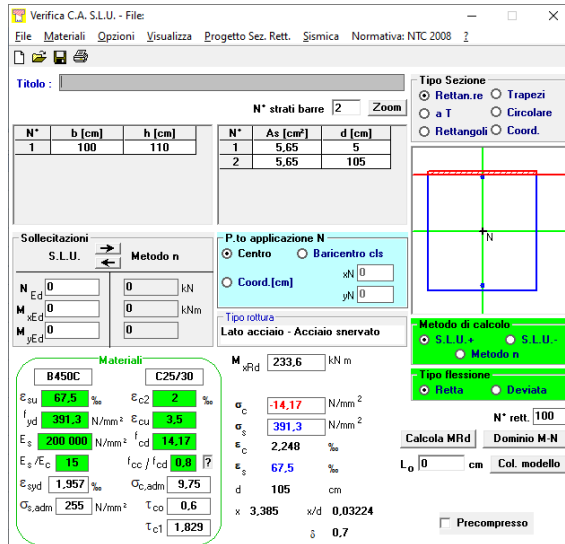 Verifica C.A. S.L.U. - File:
File Materiali Opzioni Visualizza Progetto Sez. Rett. Sismica Normativa: NTC 2008 ?
Titolo :
N° strati barre 2 Zoom
Tipo Sezione
Rettan.re Trapezi
a T Circolare
Rettangoli Coord.
N° b [cm] h [cm]
1 100 110
N° As [cm²] d [cm]
1 5,65 5
2 5,65 105
N
Sollecitazioni
S.L.U. Metodo n
N Ed 0 0 kN
M xEd 0 0 kNm
M yEd 0 0
P.to applicazione N
Centro Baricentro cls
Coord.[cm] xN 0
yN 0
Tipo rottura
Lato acciaio - Acciaio snervato
Metodo di calcolo
S.L.U.+ S.L.U.-
Metodo n
Tipo flessione
Retta Deviata
N° rett. 100
Calcola MRd Dominio M-N
L₀ 0 cm Col. modello
Precompresso
Materiali
B450C C25/30
εsu 67,5 ‰ εc2 2 ‰
fyd 391,3 N/mm² εcu 3,5 ‰
Es 200 000 N/mm² fcd 14,17
Es/Ec 15 fcc / fcd 0,8 ?
εsyd 1,957 ‰ σc,adm 9,75
σs,adm 255 N/mm² τco 0,6
τc1 1,829
M xRd 233,6 kN m
σc -14,17 N/mm²
σs 391,3 N/mm²
εc 2,248 ‰
εs 67,5 ‰
d 105 cm
x 3,385 x/d 0,03224
δ 0,7